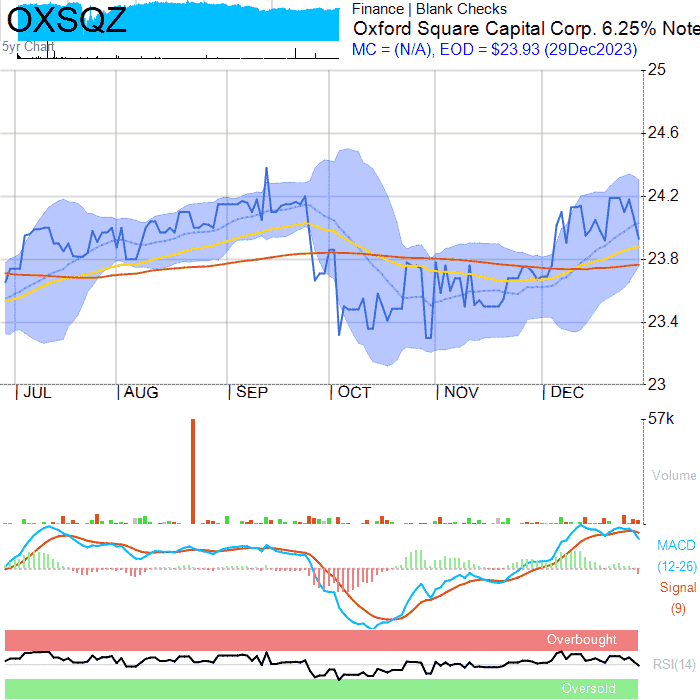 OXSQZ
5yr Chart
Finance | Blank Checks
Oxford Square Capital Corp. 6.25% Note
MC = (N/A), EOD = $23.93 (29Dec2023)
25
24.6
24.2
23.8
23.4
23
| JUL | AUG | SEP | OCT | NOV | DEC
57k
Volume
MACD
(12-26)
Signal
(9)
Overbought
RSI(14)
Oversold